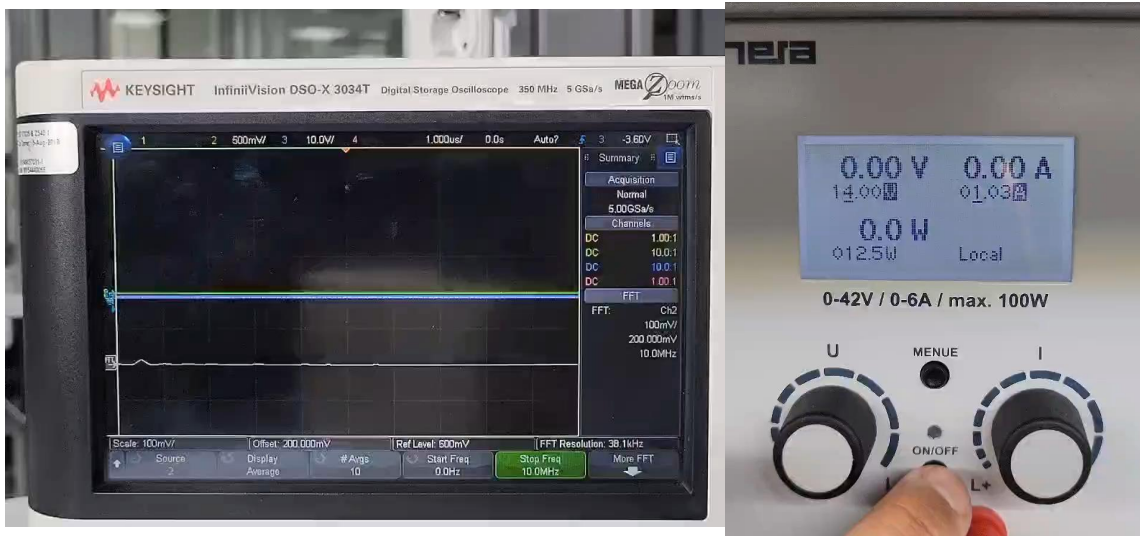 KEYSIGHT InfiniiVision DSO-X 3034T Digital Storage Oscilloscope 350 MHz 5 GSa/s MEGA Zoom
1M wfms/s
1 2 500mV/ 3 10.0V/ 4 1.000us/ 0.0s Auto? 3 -3.60V
Summary
Acquisition
Normal
5.00GSa/s
Channels
DC 1.00:1
DC 10.0:1
DC 10.0:1
DC 1.00:1
FFT
FFT: Ch2
100mV/
200.000mV
10.0MHz
Scale: 100mV/ Offset: 200.000mV Ref Level: 600mV FFT Resolution: 38.1kHz
Source Display # Avgs Start Freq Stop Freq More FFT
2 Average 10 0.0Hz 10.0MHz
nera
0.00 V 0.00 A
14.00V 01.03A
0.0 W
012.5W Local
0-42V / 0-6A / max. 100W
U MENUE I
ON/OFF
L+